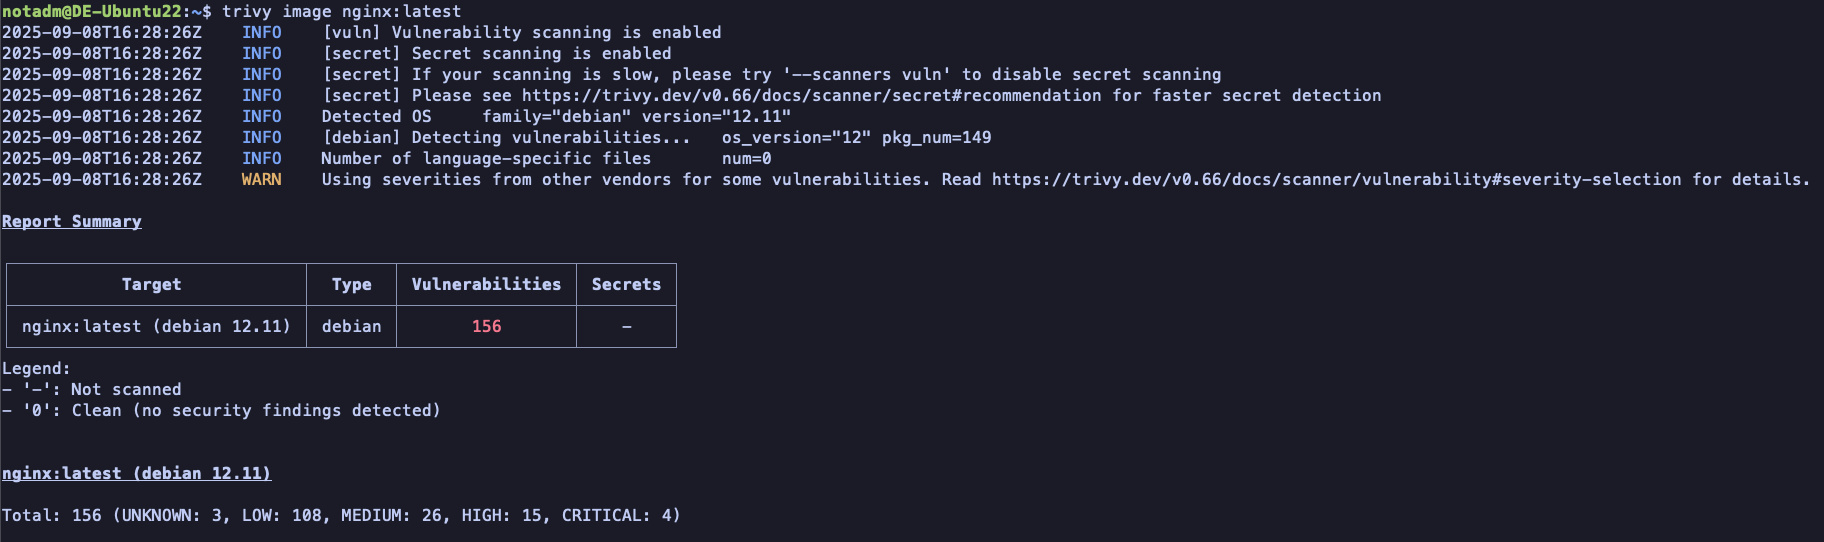 notadm@DE-Ubuntu22:~$ trivy image nginx:latest
2025-09-08T16:28:26Z    INFO    [vuln] Vulnerability scanning is enabled
2025-09-08T16:28:26Z    INFO    [secret] Secret scanning is enabled
2025-09-08T16:28:26Z    INFO    [secret] If your scanning is slow, please try '--scanners vuln' to disable secret scanning
2025-09-08T16:28:26Z    INFO    [secret] Please see https://trivy.dev/v0.66/docs/scanner/secret#recommendation for faster secret detection
2025-09-08T16:28:26Z    INFO    Detected OS     family="debian" version="12.11"
2025-09-08T16:28:26Z    INFO    [debian] Detecting vulnerabilities...   os_version="12" pkg_num=149
2025-09-08T16:28:26Z    INFO    Number of language-specific files       num=0
2025-09-08T16:28:26Z    WARN    Using severities from other vendors for some vulnerabilities. Read https://trivy.dev/v0.66/docs/scanner/vulnerability#severity-selection for details.
Report Summary
Target Type Vulnerabilities Secrets
nginx:latest (debian 12.11) debian 156 -
Legend:
- '-': Not scanned
- '0': Clean (no security findings detected)
nginx:latest (debian 12.11)
Total: 156 (UNKNOWN: 3, LOW: 108, MEDIUM: 26, HIGH: 15, CRITICAL: 4)